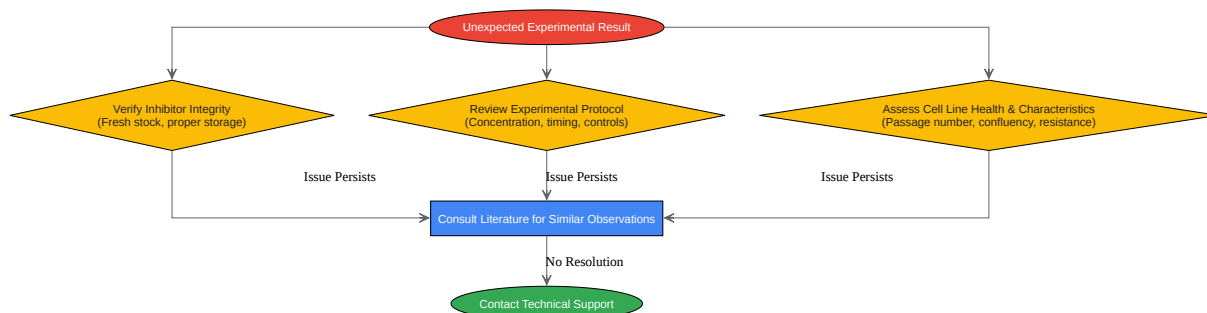 Unexpected Experimental Result
Verify Inhibitor Integrity
(Fresh stock, proper storage)
Review Experimental Protocol
(Concentration, timing, controls)
Assess Cell Line Health & Characteristics
(Passage number, confluency, resistance)
Issue Persists
Issue Persists
Issue Persists
Consult Literature for Similar Observations
No Resolution
Contact Technical Support